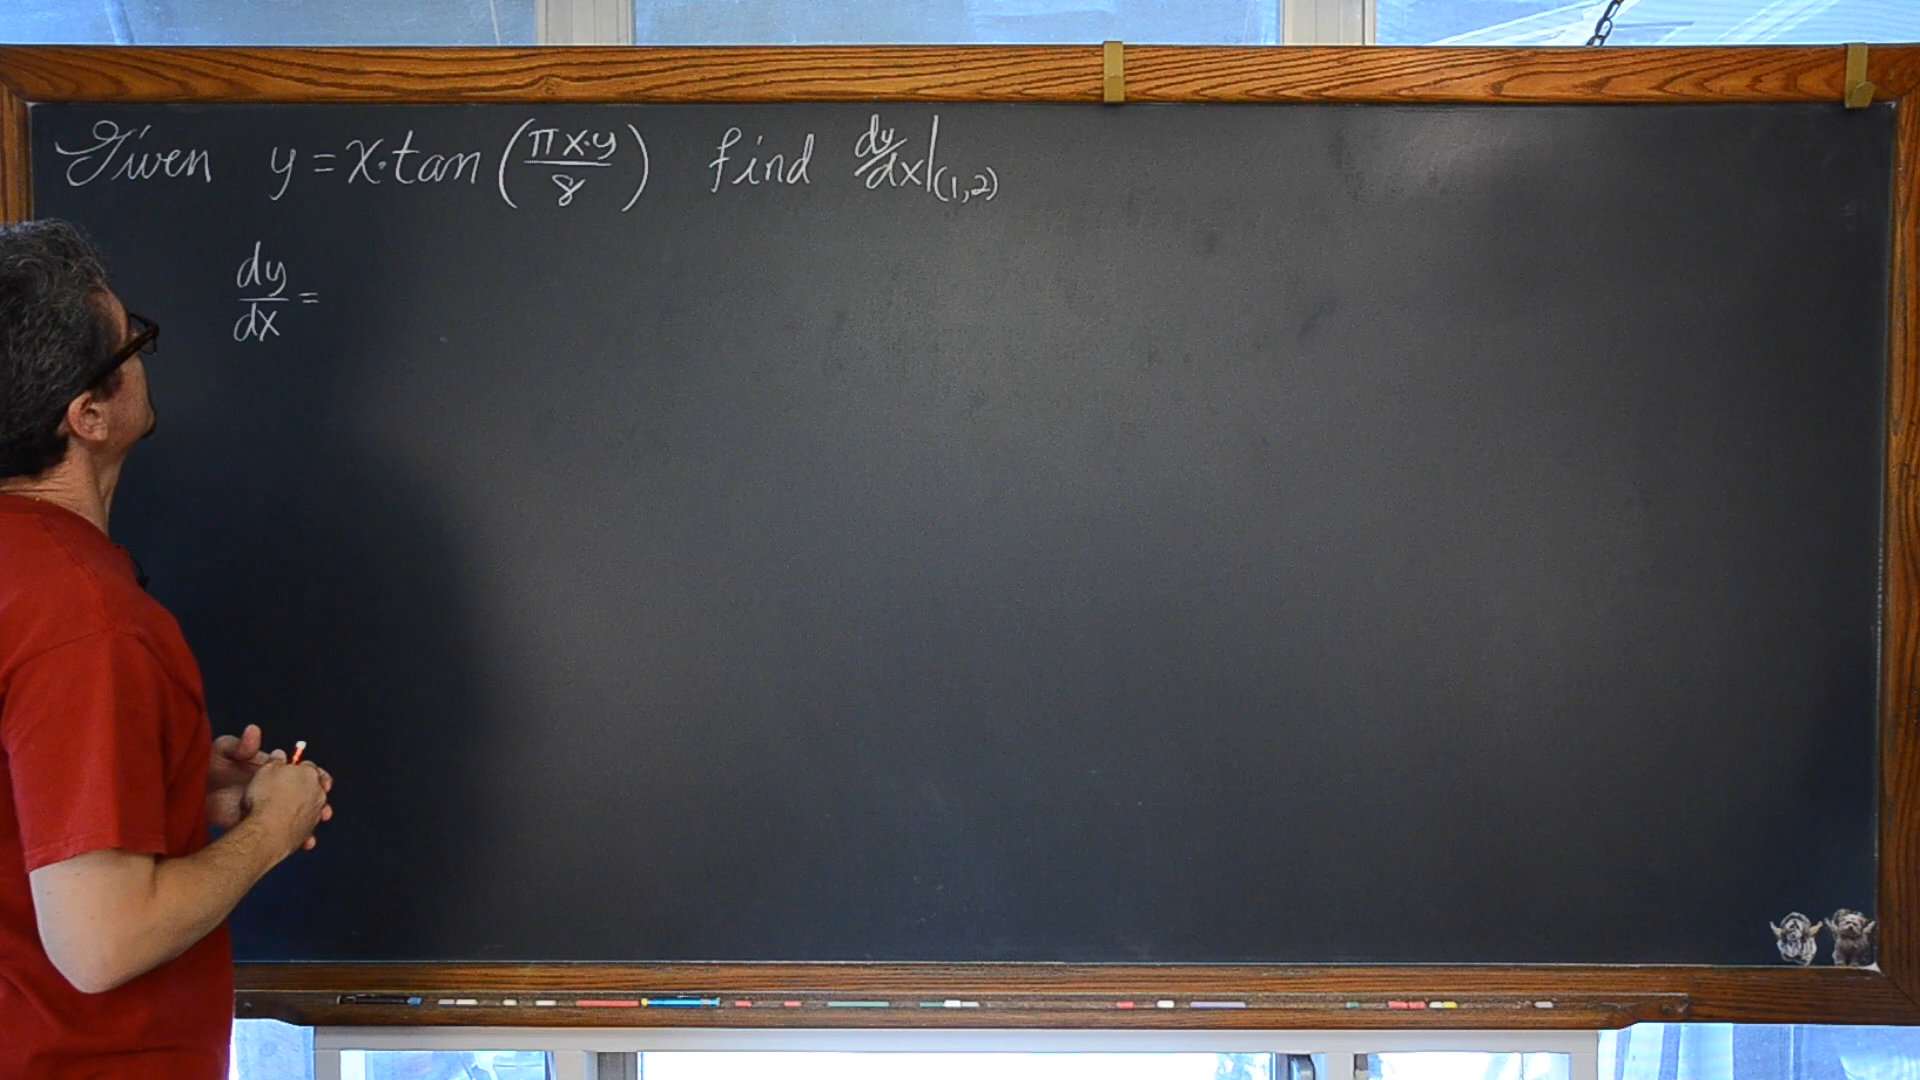 Given y = x·tan(πx·y/8) find dy/dx|(1,2)
dy/dx =